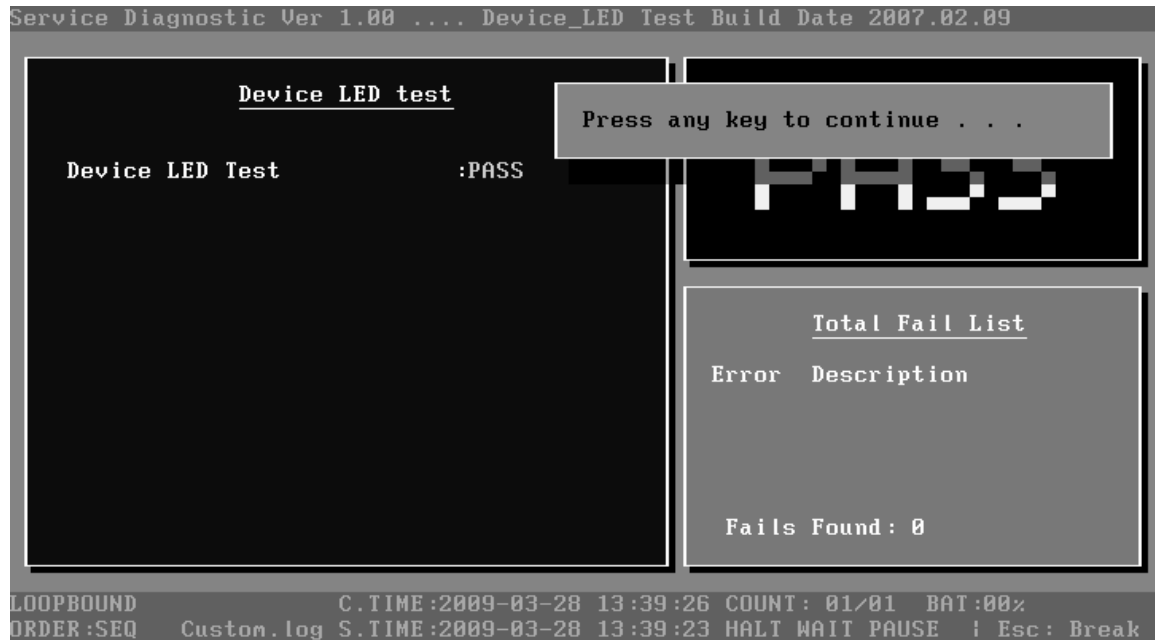 Service Diagnostic Ver 1.00 .... Device_LED Test Build Date 2007.02.09
Device LED test
Device LED Test :PASS
Press any key to continue . . .
PASS
Total Fail List
Error Description
Fails Found: 0
LOOPBOUND C.TIME:2009-03-28 13:39:26 COUNT: 01/01 BAT:00%
ORDER:SEQ Custom.log S.TIME:2009-03-28 13:39:23 HALT WAIT PAUSE ¦ Esc: Break